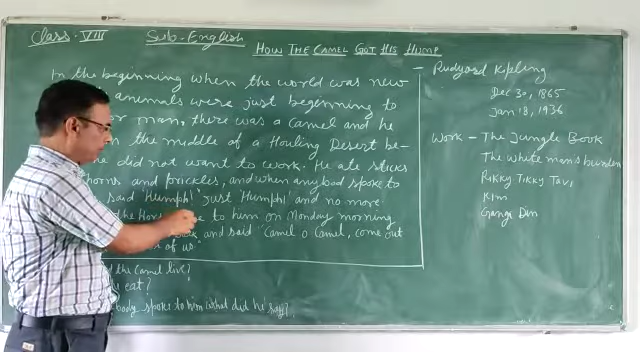 Class- VIII
Sub-English
How The Camel Got His Hump
In the beginning when the world was new
animals were just beginning to
or man, there was a camel and he
in the middle of a Howling Desert be-
he did not want to work. He ate sticks
thorns and prickles, and when any bod spoke to
said Humph! 'Just Humph! and no more
the Hors to him on Monday morning
and said "Camel o Camel, come out
of us."
the Camel live?
he eat?
body spoke to him what did he say?
– Rudyard Kipling
Dec 30, 1865
Jan 18, 1936
Work – The Jungle Book
The White man's burden
Rikky Tikky Tavi
Kim
Ganga Din